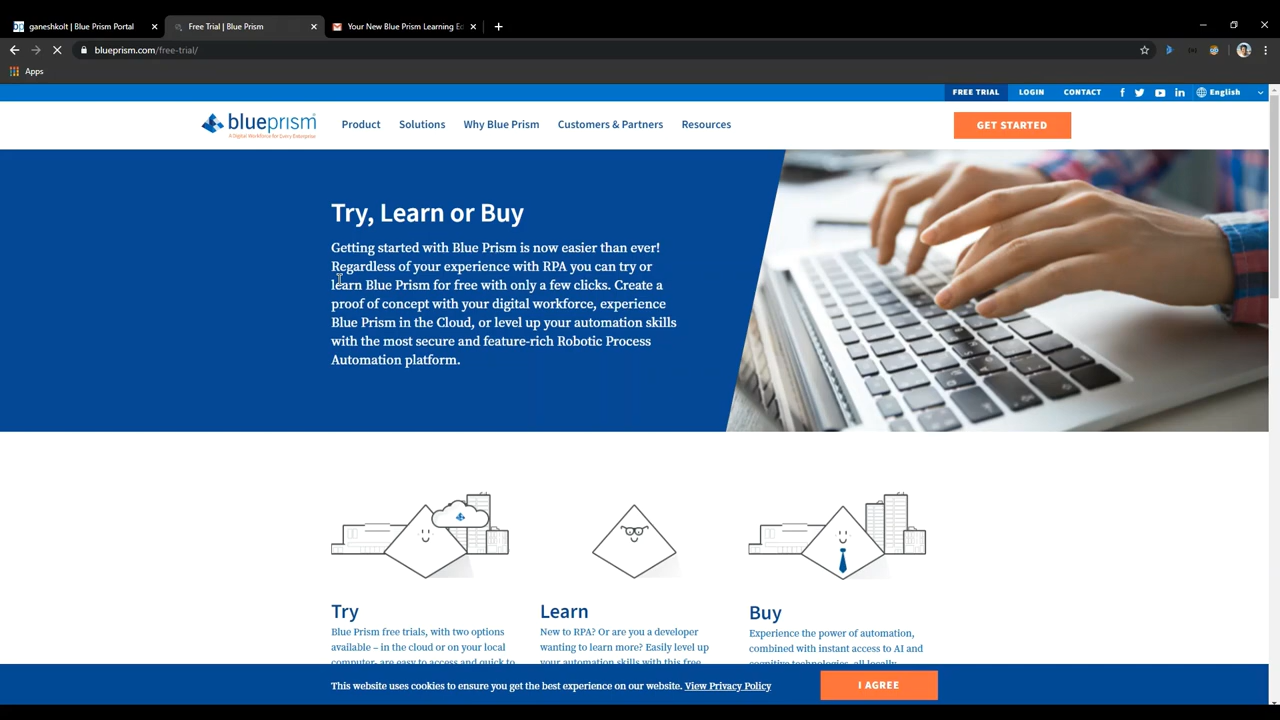 ganeshkolt | Blue Prism Portal
Free Trial | Blue Prism
Your New Blue Prism Learning Ed
blueprism.com/free-trial/
Apps
FREE TRIAL LOGIN CONTACT English
blueprism
A Digital Workforce for Every Enterprise
Product Solutions Why Blue Prism Customers & Partners Resources
GET STARTED
Try, Learn or Buy
Getting started with Blue Prism is now easier than ever!
Regardless of your experience with RPA you can try or
learn Blue Prism for free with only a few clicks. Create a
proof of concept with your digital workforce, experience
Blue Prism in the Cloud, or level up your automation skills
with the most secure and feature-rich Robotic Process
Automation platform.
Try
Blue Prism free trials, with two options
available – in the cloud or on your local
computer- are easy to access and quick to
Learn
New to RPA? Or are you a developer
wanting to learn more? Easily level up
your automation skills with this free
Buy
Experience the power of automation,
combined with instant access to AI and
cognitive technologies, all locally
This website uses cookies to ensure you get the best experience on our website. View Privacy Policy
I AGREE